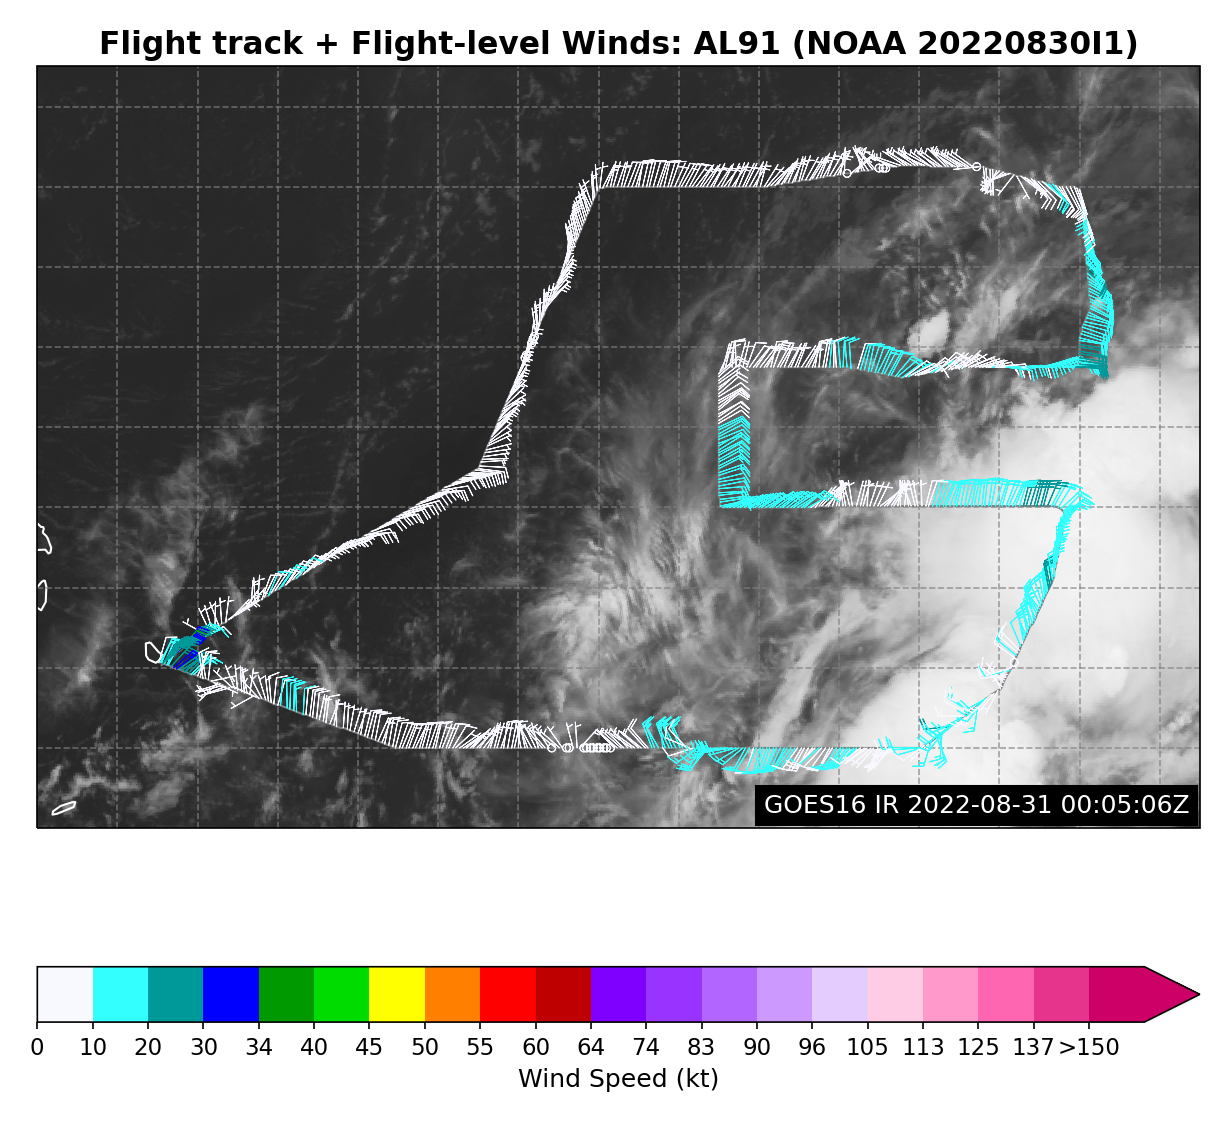 Flight track + Flight-level Winds: AL91 (NOAA 20220830I1)
GOES16 IR 2022-08-31 00:05:06Z
0 10 20 30 34 40 45 50 55 60 64 74 83 90 96 105 113 125 137 >150
Wind Speed (kt)